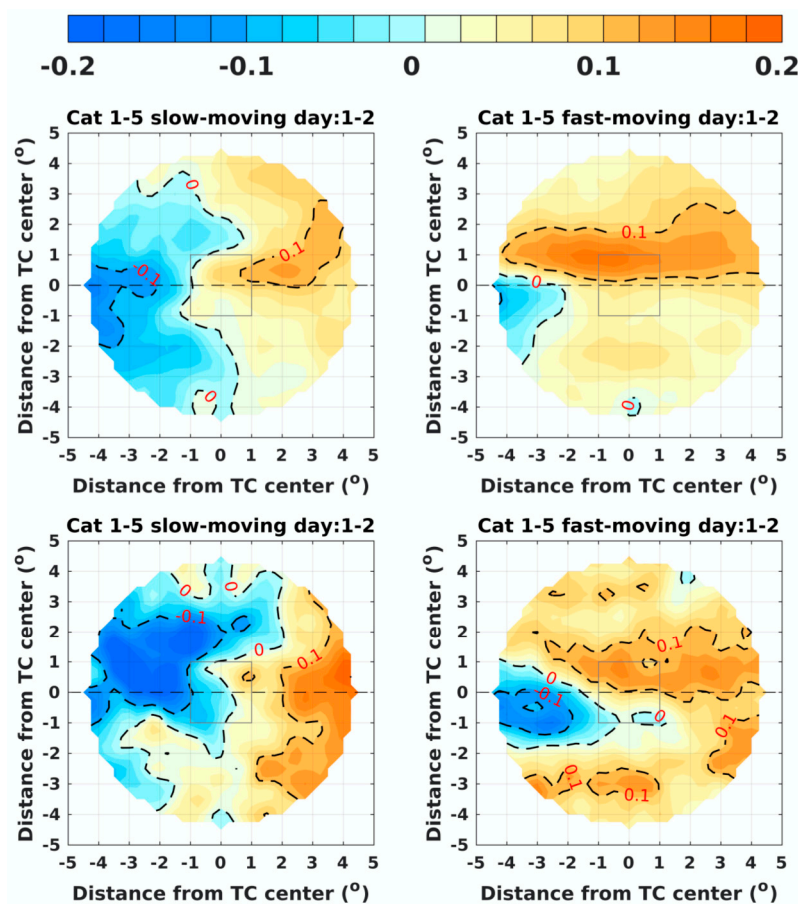 -0.2 -0.1 0 0.1 0.2
Cat 1-5 slow-moving day:1-2 Cat 1-5 fast-moving day:1-2
5 5
4 4
3 0 3
2 2
1 0.1 -0.1 1 0.1
0 0 0
-1 -1
-2 -2
-3 -3
-4 0 -4 0
-5 -5
-5 -4 -3 -2 -1 0 1 2 3 4 5 -5 -4 -3 -2 -1 0 1 2 3 4 5
Distance from TC center (º) Distance from TC center (º)
Distance from TC center (º) Distance from TC center (º)
Cat 1-5 slow-moving day:1-2 Cat 1-5 fast-moving day:1-2
5 5
4 4
3 0 0 3
2 -0.1 2
1 0 0.1 1 0.1 0
0 0 -0.1
-1 -1 0 0.1
-2 -2
-3 -3 0.1 0.1
-4 -4
-5 -5
-5 -4 -3 -2 -1 0 1 2 3 4 5 -5 -4 -3 -2 -1 0 1 2 3 4 5
Distance from TC center (º) Distance from TC center (º)
Distance from TC center (º) Distance from TC center (º)